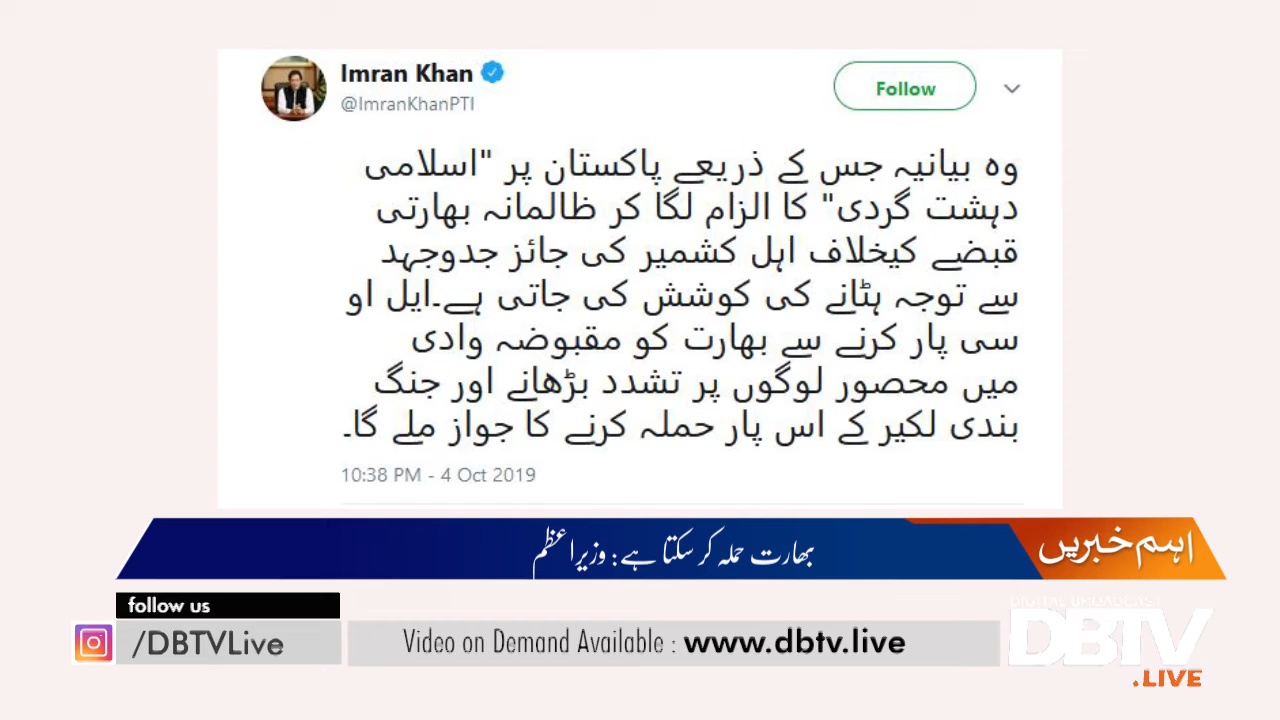 Imran Khan
@ImranKhanPTI
Follow
وہ بیانیہ جس کے ذریعے پاکستان پر "اسلامی
دہشت گردی" کا الزام لگا کر ظالمانہ بھارتی
قبضے کیخلاف اہل کشمیر کی جائز جدوجہد
سے توجہ ہٹانے کی کوشش کی جاتی ہے۔ایل او
سی پار کرنے سے بھارت کو مقبوضہ وادی
میں محصور لوگوں پر تشدد بڑھانے اور جنگ
بندی لکیر کے اس پار حملہ کرنے کا جواز ملے گا۔
10:38 PM - 4 Oct 2019
اہم خبریں
بھارت حملہ کر سکتا ہے : وزیراعظم
follow us
/DBTVLive
Video on Demand Available : www.dbtv.live
DIGITAL BROADCAST
DBTV
.LIVE